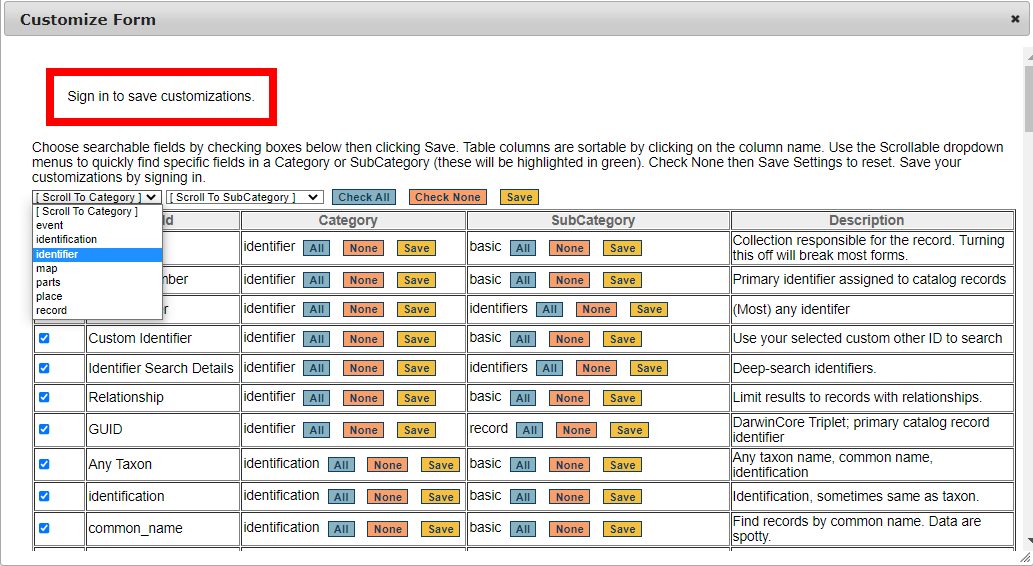 Customize Form
Sign in to save customizations.
Choose searchable fields by checking boxes below then clicking Save. Table columns are sortable by clicking on the column name. Use the Scrollable dropdown
menus to quickly find specific fields in a Category or SubCategory (these will be highlighted in green). Check None then Save Settings to reset. Save your
customizations by signing in.
[ Scroll To Category ] [ Scroll To SubCategory ] Check All Check None Save
[ Scroll To Category ]
event
identification
identifier
map
parts
place
record
ld Category SubCategory Description
identifier All None Save basic All None Save Collection responsible for the record. Turning
this off will break most forms.
mber identifier All None Save basic All None Save Primary identifier assigned to catalog records
r identifier All None Save identifiers All None Save (Most) any identifer
Custom Identifier identifier All None Save basic All None Save Use your selected custom other ID to search
Identifier Search Details identifier All None Save identifiers All None Save Deep-search identifiers.
Relationship identifier All None Save basic All None Save Limit results to records with relationships.
GUID identifier All None Save record All None Save DarwinCore Triplet; primary catalog record
identifier
Any Taxon identification All None Save basic All None Save Any taxon name, common name,
identification
identification identification All None Save basic All None Save Identification, sometimes same as taxon.
common_name identification All None Save basic All None Save Find records by common name. Data are
spotty.